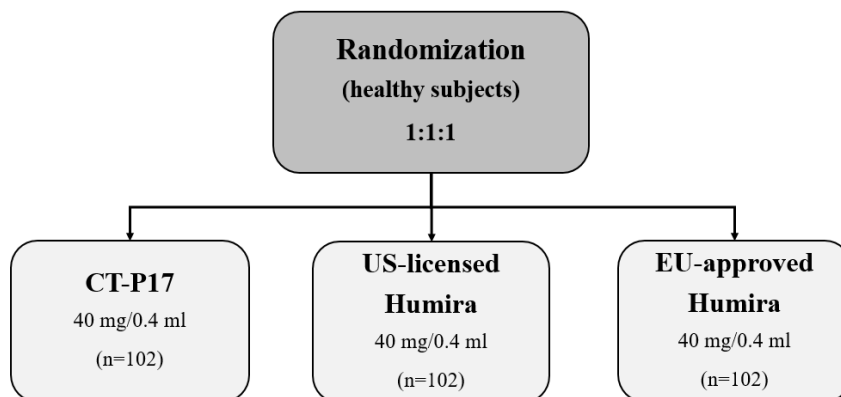 Randomization
(healthy subjects)
1:1:1
CT-P17
40 mg/0.4 ml
(n=102)
US-licensed
Humira
40 mg/0.4 ml
(n=102)
EU-approved
Humira
40 mg/0.4 ml
(n=102)